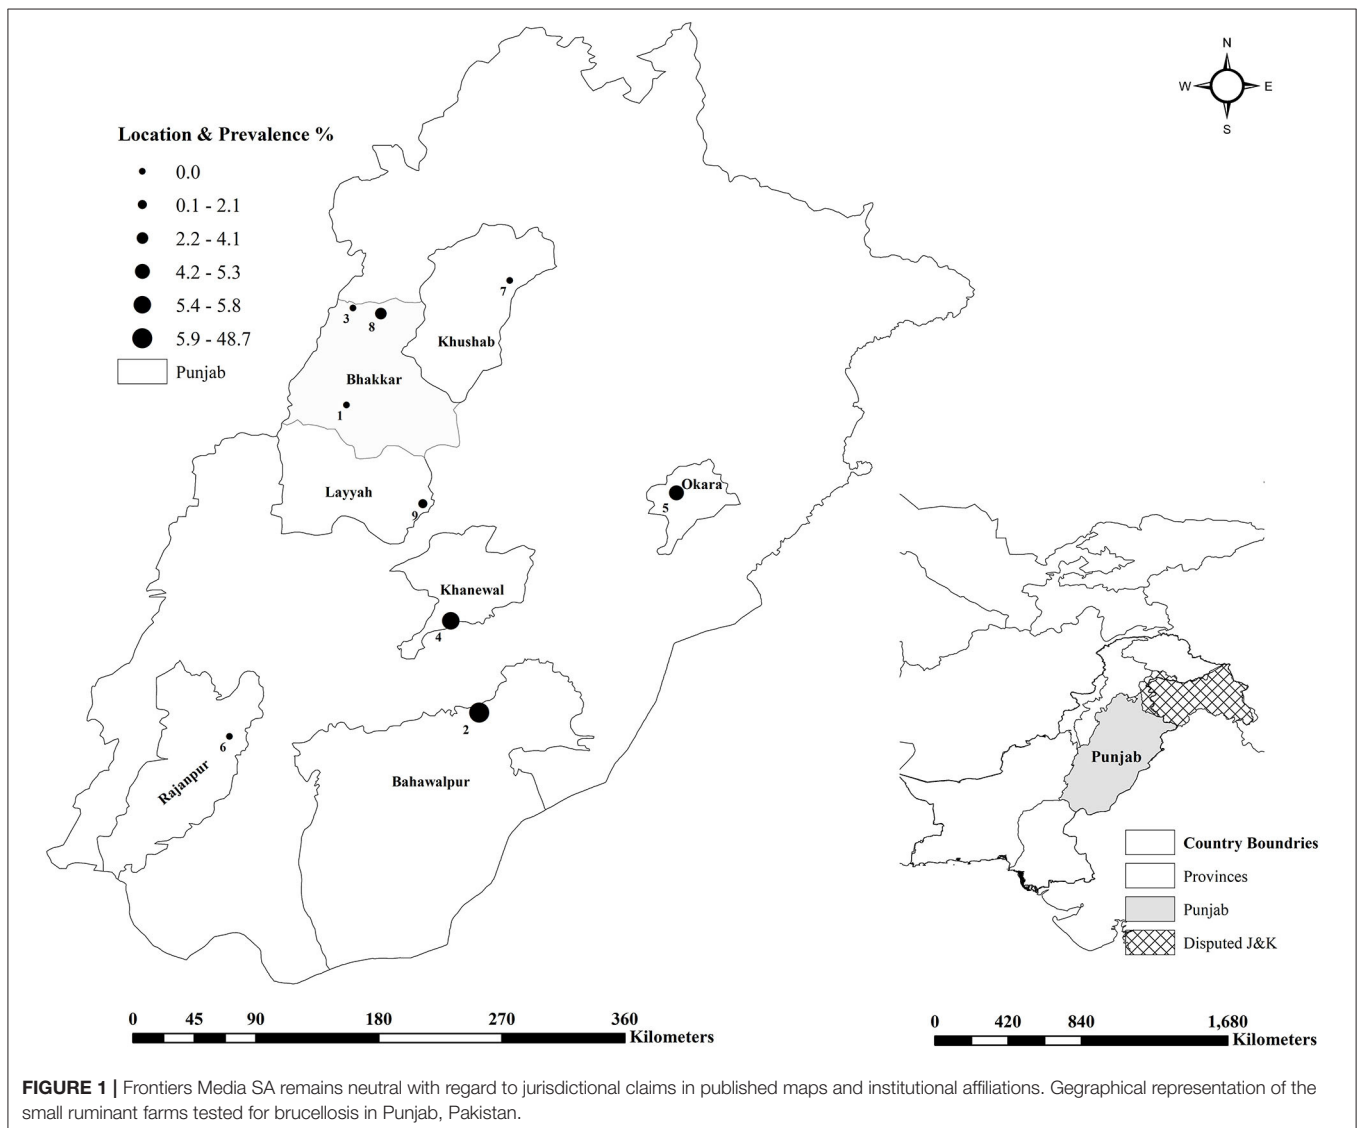 N
W E
S
Location & Prevalence %
0.0
0.1 - 2.1
2.2 - 4.1
4.2 - 5.3
5.4 - 5.8
5.9 - 48.7
Punjab
7
3
8
Khushab
Bhakkar
1
Layyah
9
Okara
5
Khanewal
4
2
6
Rajanpur
Bahawalpur
Punjab
Country Boundries
Provinces
Punjab
Disputed J&K
0 45 90 180 270 360
Kilometers
0 420 840 1,680
Kilometers
FIGURE 1 | Frontiers Media SA remains neutral with regard to jurisdictional claims in published maps and institutional affiliations. Gegraphical representation of the
small ruminant farms tested for brucellosis in Punjab, Pakistan.